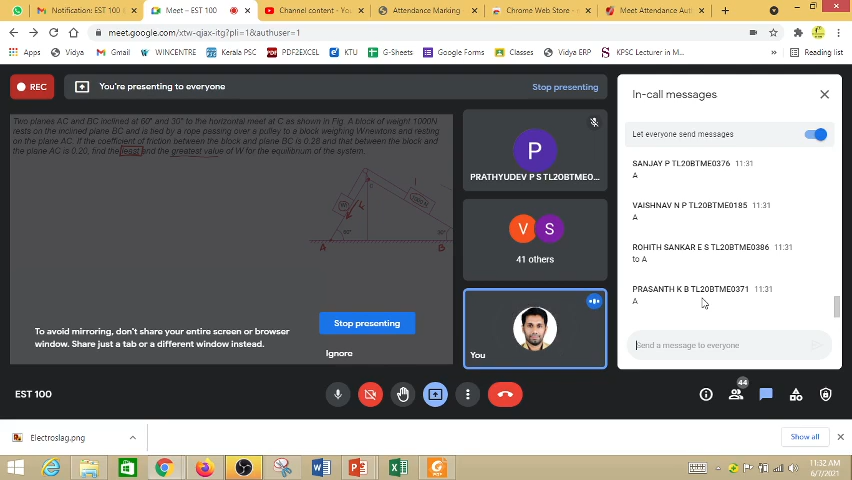 Notification: EST 100
Meet – EST 100
Channel content - YouT
Attendance Marking
Chrome Web Store -
Meet Attendance Aut
meet.google.com/xtw-qjax-itg?pli=1&authuser=1
Apps
Vidya
Gmail
WINCENTRE
Kerala PSC
PDF2EXCEL
KTU
G-Sheets
Google Forms
Classes
Vidya ERP
KPSC Lecturer in M...
Reading list
REC
You're presenting to everyone
Stop presenting
Two planes AC and BC inclined at 60° and 30° to the horizontal meet at C as shown in Fig. A block of weight 1000N
rests on the inclined plane BC and is tied by a rope passing over a pulley to a block weighing W newtons and resting
on the plane AC. If the coefficient of friction between the block and plane BC is 0.28 and that between the block and
the plane AC is 0.20, find the least and the greatest value of W for the equilibrium of the system.
W
C
1000 N
60°
30°
A
B
P
PRATHYUDEV P S TL20BTME0...
V
S
41 others
You
To avoid mirroring, don't share your entire screen or browser
window. Share just a tab or a different window instead.
Stop presenting
Ignore
In-call messages
Let everyone send messages
SANJAY P TL20BTME0376 11:31
A
VAISHNAV N P TL20BTME0185 11:31
A
ROHITH SANKAR E S TL20BTME0386 11:31
to A
PRASANTH K B TL20BTME0371 11:31
A
Send a message to everyone
EST 100
44
Electroslag.png
Show all
11:32 AM
6/7/2021